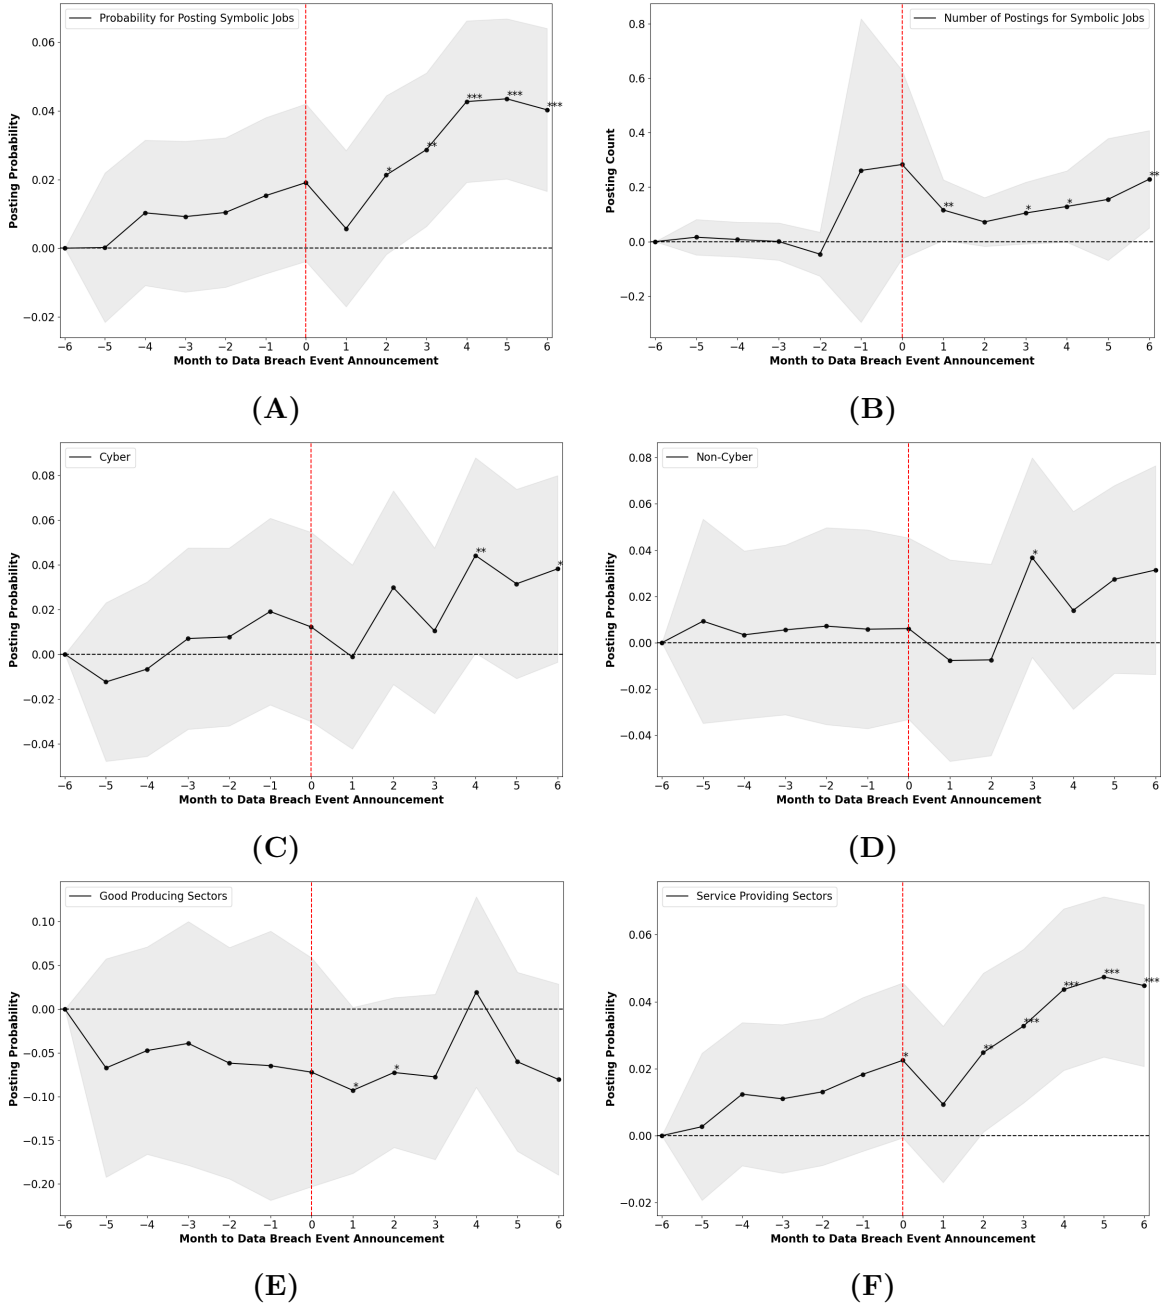 Probability for Posting Symbolic Jobs
Posting Probability
0.06
0.04
0.02
0.00
−0.02
−6 −5 −4 −3 −2 −1 0 1 2 3 4 5 6
* ** *** *** ***
Month to Data Breach Event Announcement
(A)
Number of Postings for Symbolic Jobs
Posting Count
0.8
0.6
0.4
0.2
0.0
−0.2
−6 −5 −4 −3 −2 −1 0 1 2 3 4 5 6
** * * **
Month to Data Breach Event Announcement
(B)
Cyber
Posting Probability
0.08
0.06
0.04
0.02
0.00
−0.02
−0.04
−6 −5 −4 −3 −2 −1 0 1 2 3 4 5 6
** *
Month to Data Breach Event Announcement
(C)
Non-Cyber
Posting Probability
0.08
0.06
0.04
0.02
0.00
−0.02
−0.04
−6 −5 −4 −3 −2 −1 0 1 2 3 4 5 6
*
Month to Data Breach Event Announcement
(D)
Good Producing Sectors
Posting Probability
0.10
0.05
0.00
−0.05
−0.10
−0.15
−0.20
−6 −5 −4 −3 −2 −1 0 1 2 3 4 5 6
* *
Month to Data Breach Event Announcement
(E)
Service Providing Sectors
Posting Probability
0.06
0.04
0.02
0.00
−0.02
−6 −5 −4 −3 −2 −1 0 1 2 3 4 5 6
* ** *** *** *** ***
Month to Data Breach Event Announcement
(F)